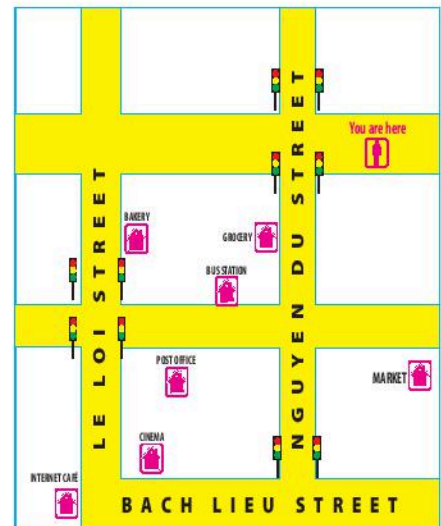 You are here
BAKERY
GROCERY
BUS STATION
LE LOI STREET
NGUYEN DU STREET
POST OFFICE
MARKET
CINEMA
INTERNET CAFÉ
BACH LIEU STREET